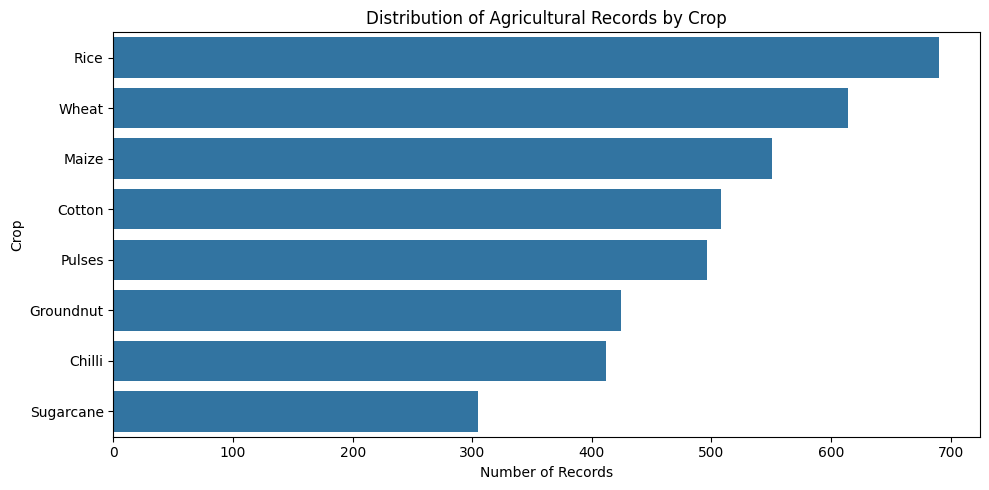 Distribution of Agricultural Records by Crop
Crop
Rice
Wheat
Maize
Cotton
Pulses
Groundnut
Chilli
Sugarcane
0 100 200 300 400 500 600 700
Number of Records